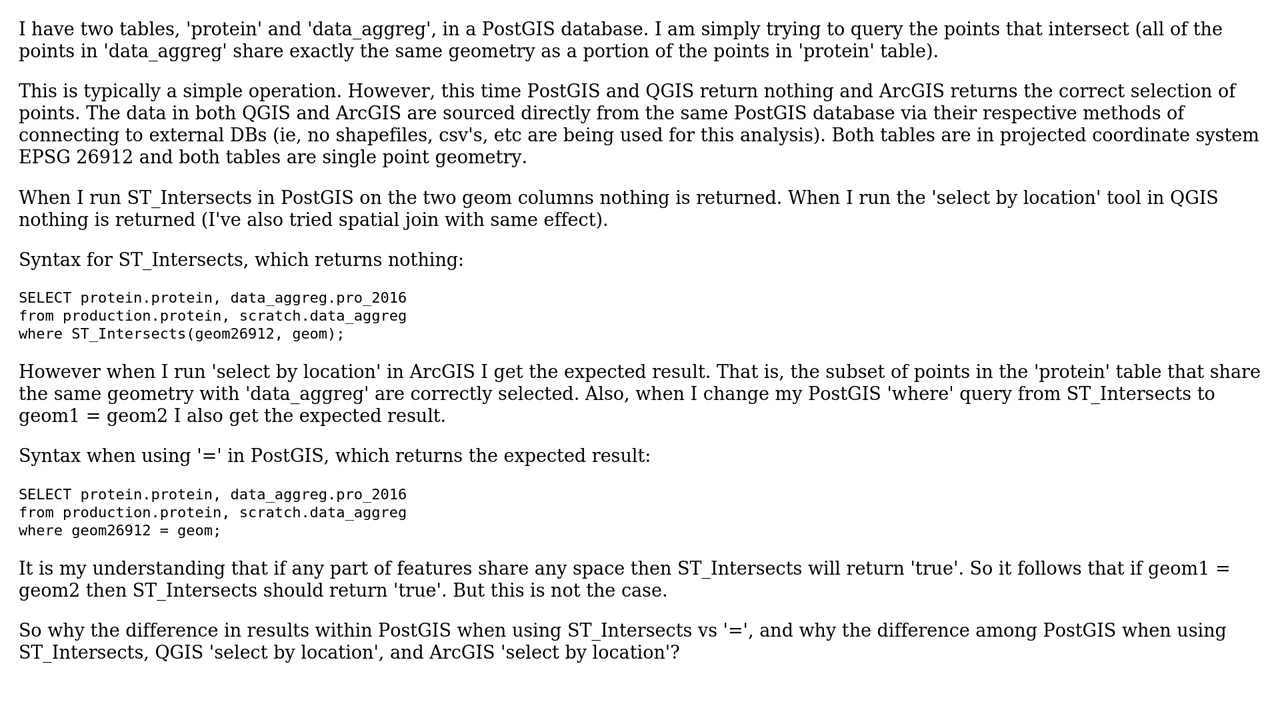 I have two tables, 'protein' and 'data_aggreg', in a PostGIS database. I am simply trying to query the points that intersect (all of the
points in 'data_aggreg' share exactly the same geometry as a portion of the points in 'protein' table).
This is typically a simple operation. However, this time PostGIS and QGIS return nothing and ArcGIS returns the correct selection of
points. The data in both QGIS and ArcGIS are sourced directly from the same PostGIS database via their respective methods of
connecting to external DBs (ie, no shapefiles, csv's, etc are being used for this analysis). Both tables are in projected coordinate system
EPSG 26912 and both tables are single point geometry.
When I run ST_Intersects in PostGIS on the two geom columns nothing is returned. When I run the 'select by location' tool in QGIS
nothing is returned (I've also tried spatial join with same effect).
Syntax for ST_Intersects, which returns nothing:
SELECT protein.protein, data_aggreg.pro_2016
from production.protein, scratch.data_aggreg
where ST_Intersects(geom26912, geom);
However when I run 'select by location' in ArcGIS I get the expected result. That is, the subset of points in the 'protein' table that share
the same geometry with 'data_aggreg' are correctly selected. Also, when I change my PostGIS 'where' query from ST_Intersects to
geom1 = geom2 I also get the expected result.
Syntax when using '=' in PostGIS, which returns the expected result:
SELECT protein.protein, data_aggreg.pro_2016
from production.protein, scratch.data_aggreg
where geom26912 = geom;
It is my understanding that if any part of features share any space then ST_Intersects will return 'true'. So it follows that if geom1 =
geom2 then ST_Intersects should return 'true'. But this is not the case.
So why the difference in results within PostGIS when using ST_Intersects vs '=', and why the difference among PostGIS when using
ST_Intersects, QGIS 'select by location', and ArcGIS 'select by location'?